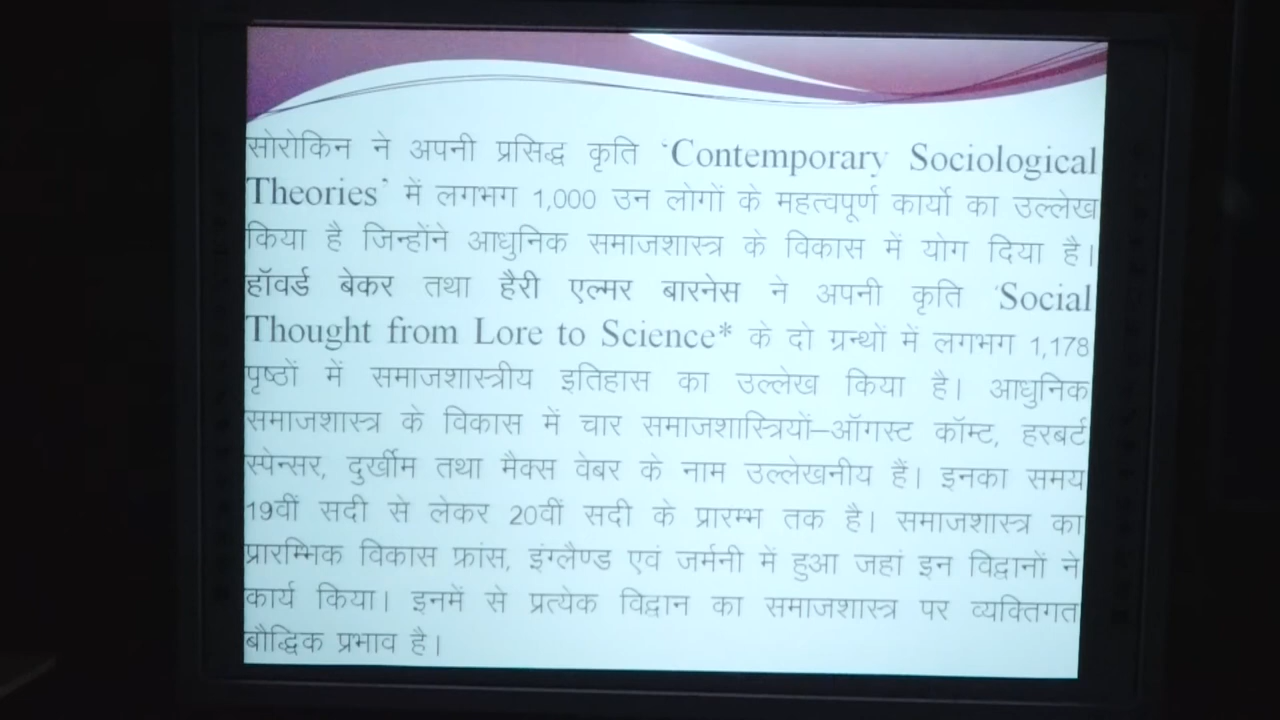 सोरोकिन ने अपनी प्रसिद्ध कृति ‘Contemporary Sociological
Theories’ में लगभग 1,000 उन लोगों के महत्वपूर्ण कार्यो का उल्लेख
किया है जिन्होंने आधुनिक समाजशास्त्र के विकास में योग दिया है।
हॉवर्ड बेकर तथा हैरी एल्मर बारनेस ने अपनी कृति ‘Social
Thought from Lore to Science* के दो ग्रन्थों में लगभग 1,178
पृष्ठों में समाजशास्त्रीय इतिहास का उल्लेख किया है। आधुनिक
समाजशास्त्र के विकास में चार समाजशास्त्रियों–ऑगस्ट कॉम्ट, हरबर्ट
स्पेन्सर, दुर्खीम तथा मैक्स वेबर के नाम उल्लेखनीय हैं। इनका समय
19वीं सदी से लेकर 20वीं सदी के प्रारम्भ तक है। समाजशास्त्र का
प्रारम्भिक विकास फ्रांस, इंग्लैण्ड एवं जर्मनी में हुआ जहां इन विद्वानों ने
कार्य किया। इनमें से प्रत्येक विद्वान का समाजशास्त्र पर व्यक्तिगत
बौद्धिक प्रभाव है।